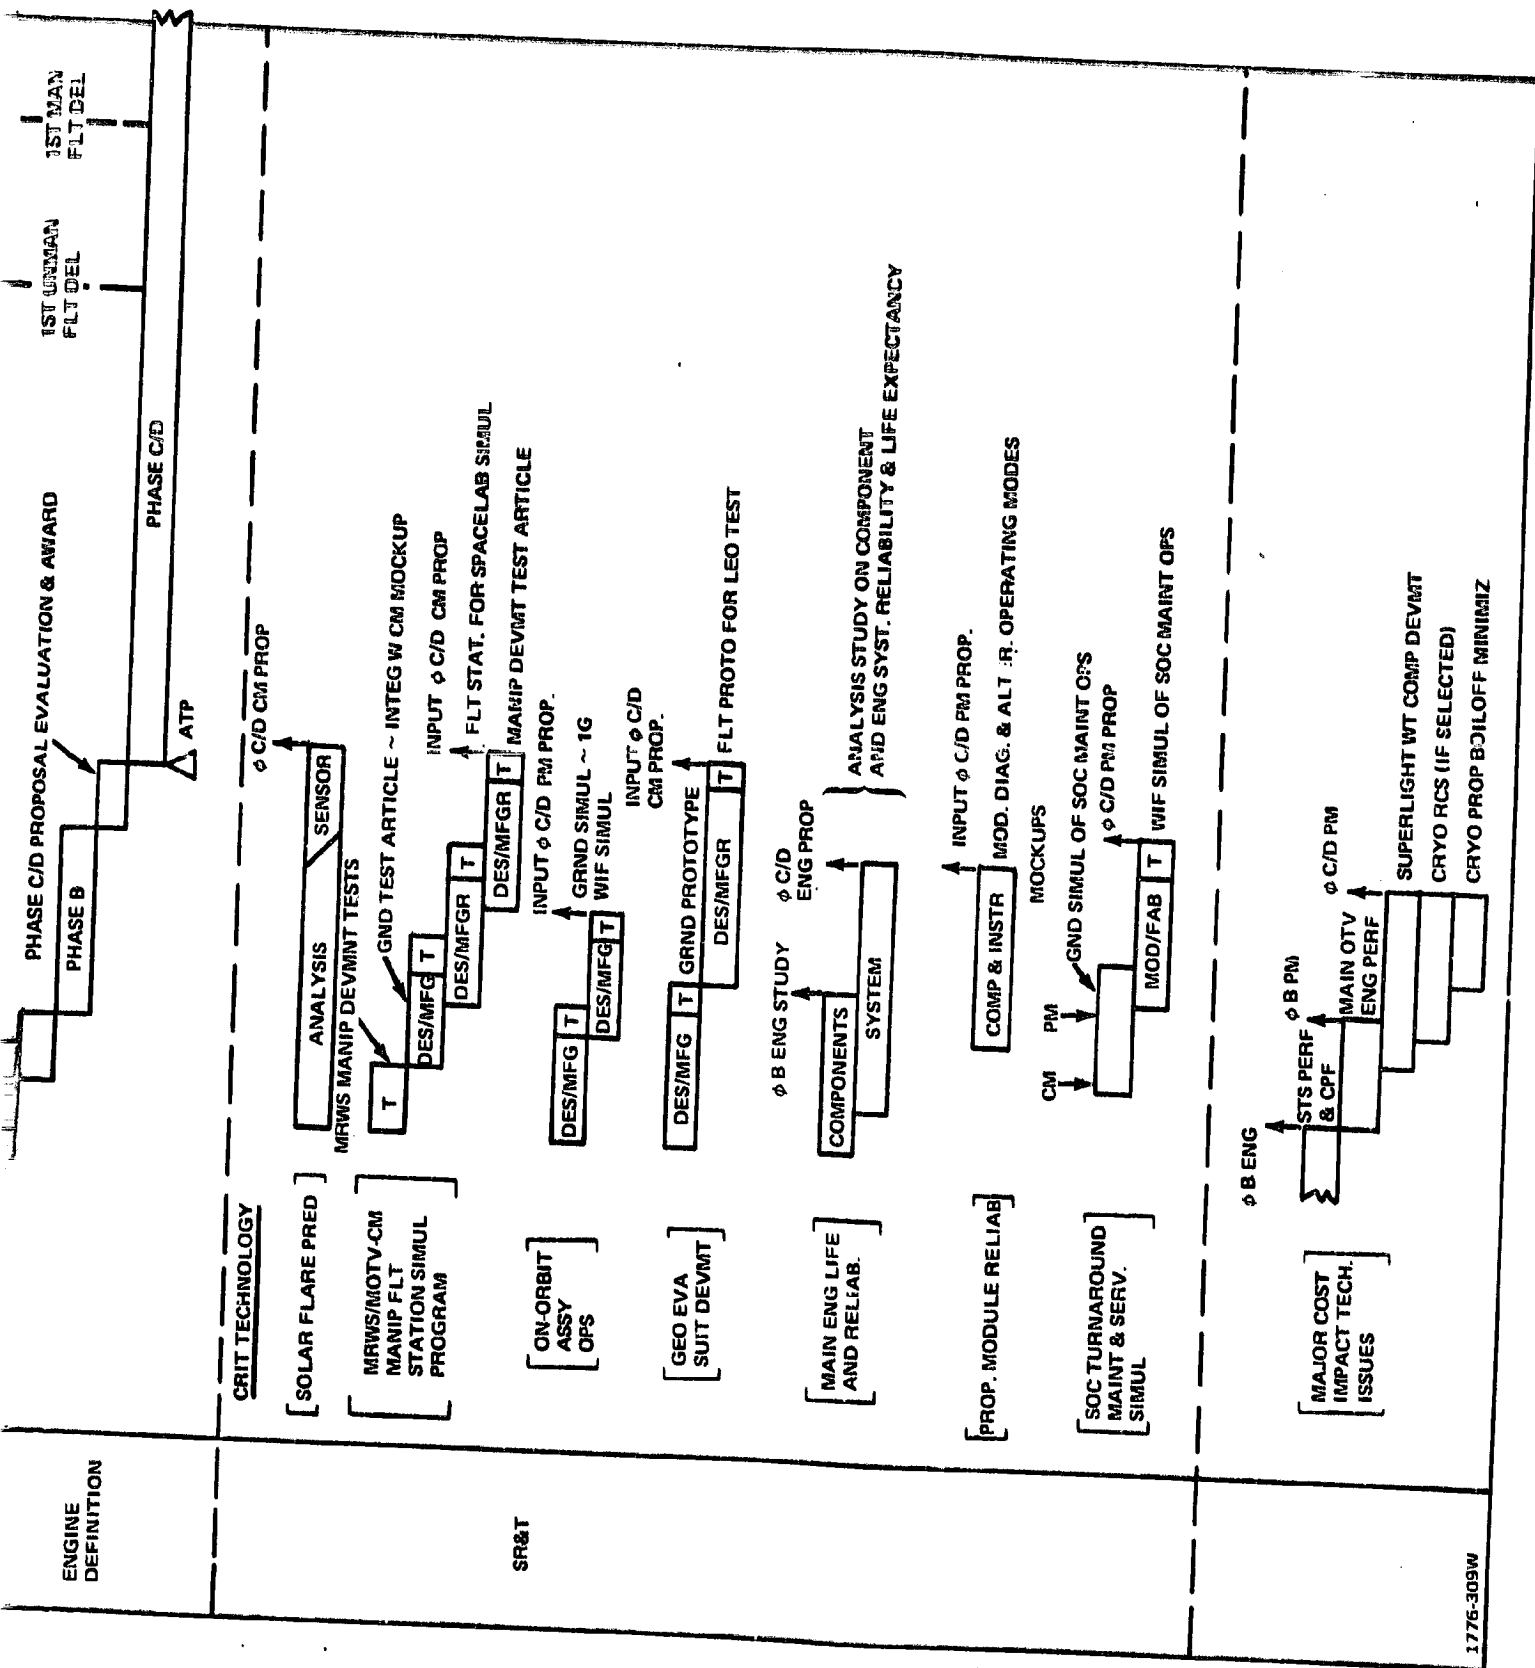 ENGINE
DEFINITION
1ST UNMAN
FLT DEL
1ST MAN
FLT DEL
PHASE C/D PROPOSAL EVALUATION & AWARD
PHASE B
PHASE C/D
ATP
SR&T
CRIT TECHNOLOGY
[SOLAR FLARE PRED]
ANALYSIS
SENSOR
φ C/D CM PROP
MRWS/MOTV-CM
MANIP FLT
STATION SIMUL
PROGRAM
MRWS MANIP DEVMNT TESTS
T
GND TEST ARTICLE ~ INTEG W CM MOCKUP
DES/MFG T
INPUT φ C/D CM PROP
DES/MFGR T
FLT STAT. FOR SPACELAB SIMUL
DES/MFGR T
MANIP DEVMT TEST ARTICLE
ON-ORBIT
ASSY
OPS
INPUT φ C/D PM PROP.
DES/MFG T
GRND SIMUL ~ 1G
DES/MFG T
WIF SIMUL
GEO EVA
SUIT DEVMT
INPUT φ C/D
CM PROP.
DES/MFG T
GRND PROTOTYPE
DES/MFGR T
FLT PROTO FOR LEO TEST
MAIN ENG LIFE
AND RELIAB.
φ B ENG STUDY
φ C/D
ENG PROP
COMPONENTS
SYSTEM
ANALYSIS STUDY ON COMPONENT
AND ENG SYST. RELIABILITY & LIFE EXPECTANCY
[PROP. MODULE RELIAB]
INPUT φ C/D PM PROP.
COMP & INSTR
MOD. DIAG. & ALT R. OPERATING MODES
SOC TURNAROUND
MAINT & SERV.
SIMUL
MOCKUPS
CM
PM
GND SIMUL OF SOC MAINT OPS
φ C/D PM PROP
MOD/FAB T
WIF SIMUL OF SOC MAINT OPS
MAJOR COST
IMPACT TECH.
ISSUES
φ B ENG
STS PERF
& CPF
φ B PM
MAIN OTV
ENG PERF
φ C/D PM
SUPERLIGHT WT COMP DEVMT
CRYO RCS (IF SELECTED)
CRYO PROP BOILOFF MINIMIZ
1776-309W